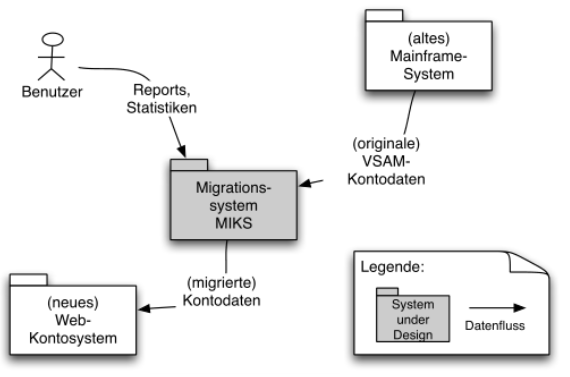 Benutzer
Reports,
Statistiken
(altes)
Mainframe-
System
(originale)
VSAM-
Kontodaten
Migrations-
system
MIKS
(migrierte)
Kontodaten
(neues)
Web-
Kontosystem
Legende:
System
under
Design
Datenfluss